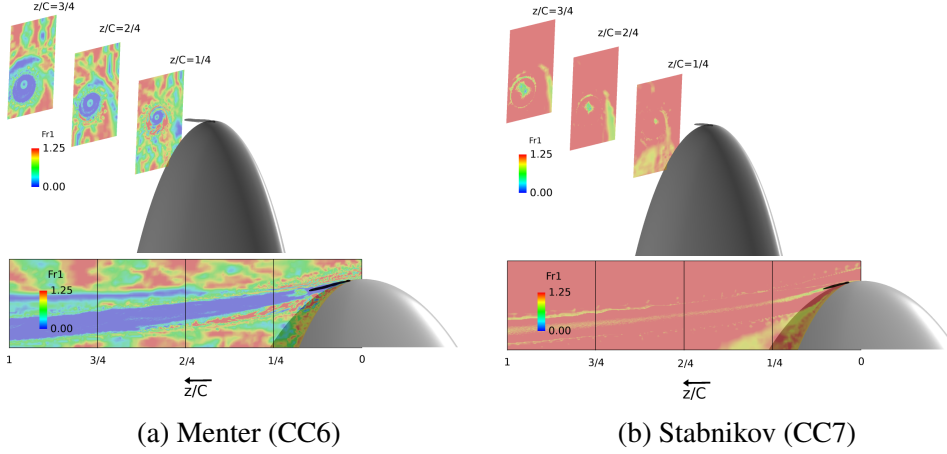 z/C=3/4
z/C=2/4
z/C=1/4
Fr1
1.25
0.00
Fr1
1.25
0.00
1 3/4 2/4 1/4 0
z/C
(a) Menter (CC6)
z/C=3/4
z/C=2/4
z/C=1/4
Fr1
1.25
0.00
Fr1
1.25
0.00
1 3/4 2/4 1/4 0
z/C
(b) Stabnikov (CC7)